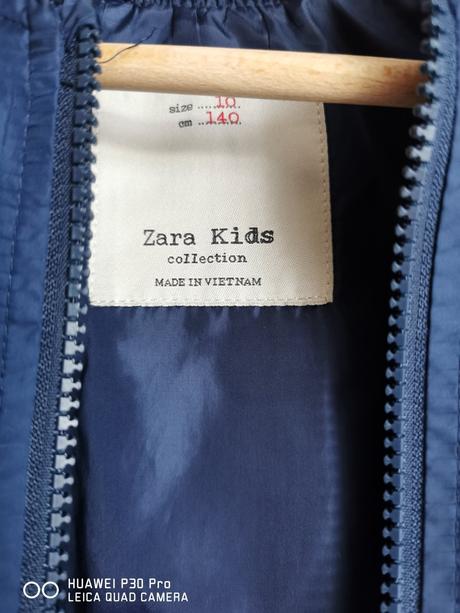 size ......10...
cm ..140..
Zara Kids
collection
MADE IN VIETNAM
HUAWEI P30 Pro
LEICA QUAD CAMERA